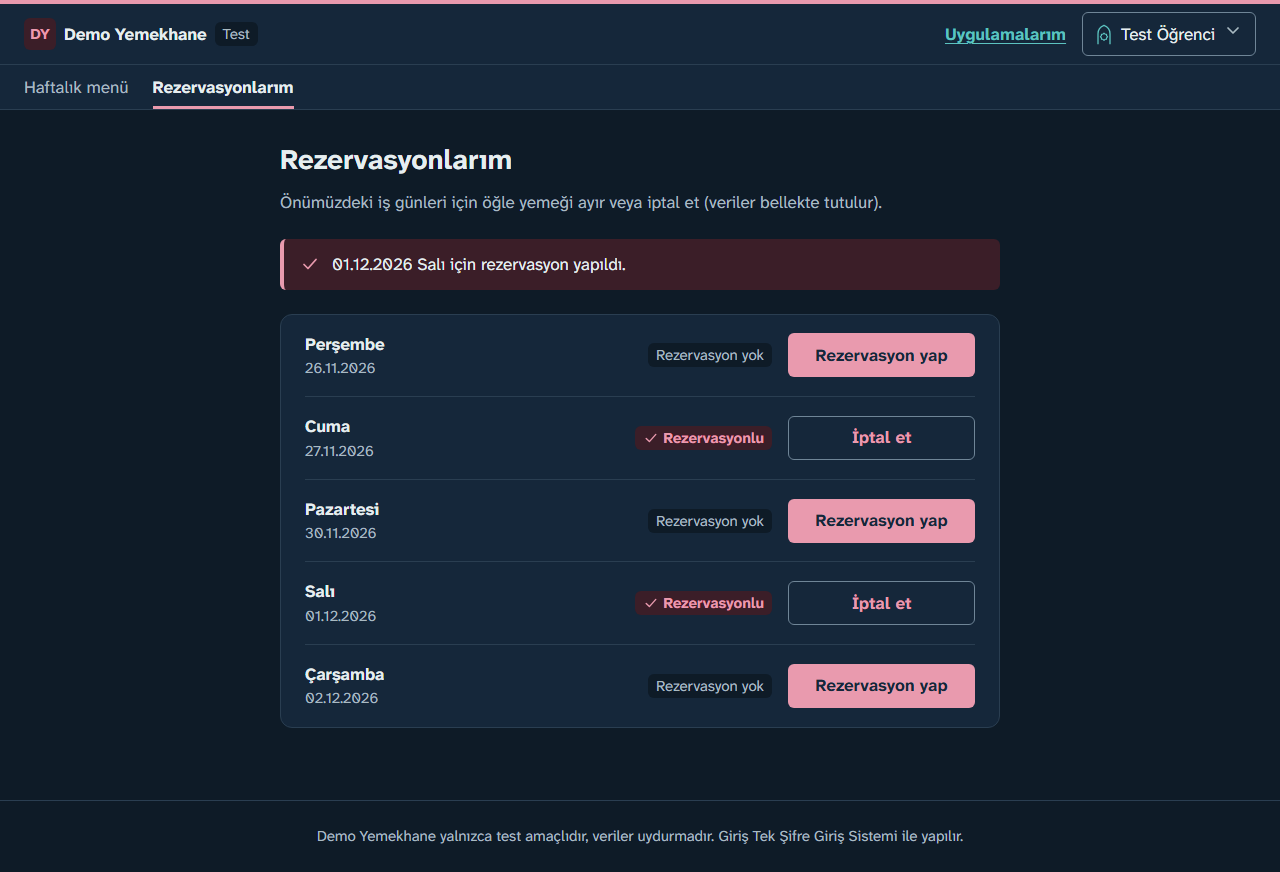 DY Demo Yemekhane Test Uygulamalarım Test Öğrenci
Haftalık menü Rezervasyonlarım
Rezervasyonlarım
Önümüzdeki iş günleri için öğle yemeği ayır veya iptal et (veriler bellekte tutulur).
01.12.2026 Salı için rezervasyon yapıldı.
Perşembe
26.11.2026
Rezervasyon yok Rezervasyon yap
Cuma
27.11.2026
Rezervasyonlu İptal et
Pazartesi
30.11.2026
Rezervasyon yok Rezervasyon yap
Salı
01.12.2026
Rezervasyonlu İptal et
Çarşamba
02.12.2026
Rezervasyon yok Rezervasyon yap
Demo Yemekhane yalnızca test amaçlıdır, veriler uydurmadır. Giriş Tek Şifre Giriş Sistemi ile yapılır.